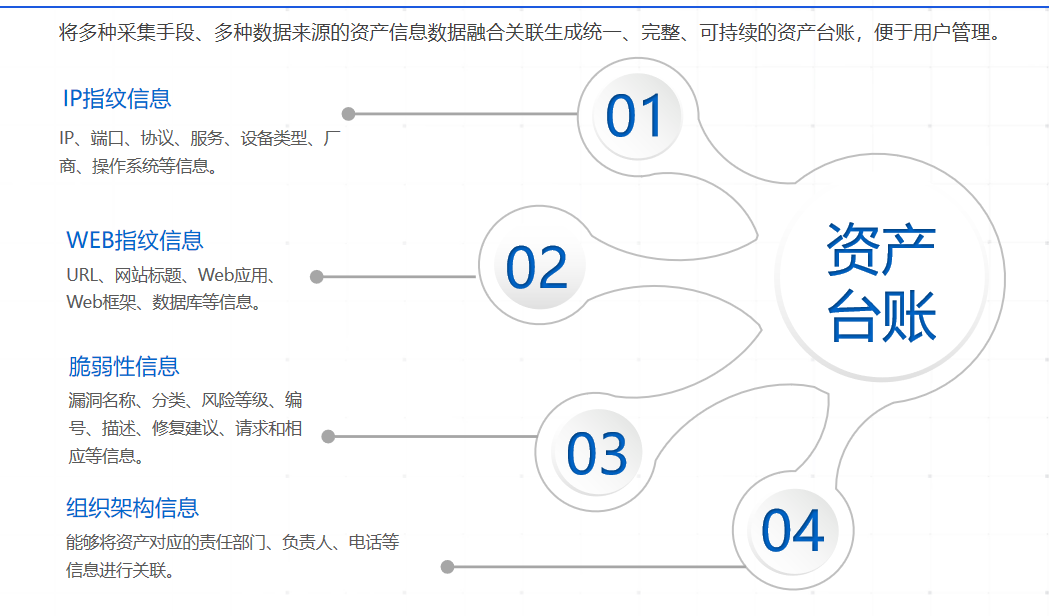 将多种采集手段、多种数据来源的资产信息数据融合关联生成统一、完整、可持续的资产台账，便于用户管理。
IP指纹信息
IP、端口、协议、服务、设备类型、厂
商、操作系统等信息。
01
WEB指纹信息
URL、网站标题、Web应用、
Web框架、数据库等信息。
02
资产
台账
脆弱性信息
漏洞名称、分类、风险等级、编
号、描述、修复建议、请求和相
应等信息。
03
组织架构信息
能够将资产对应的责任部门、负责人、电话等
信息进行关联。
04